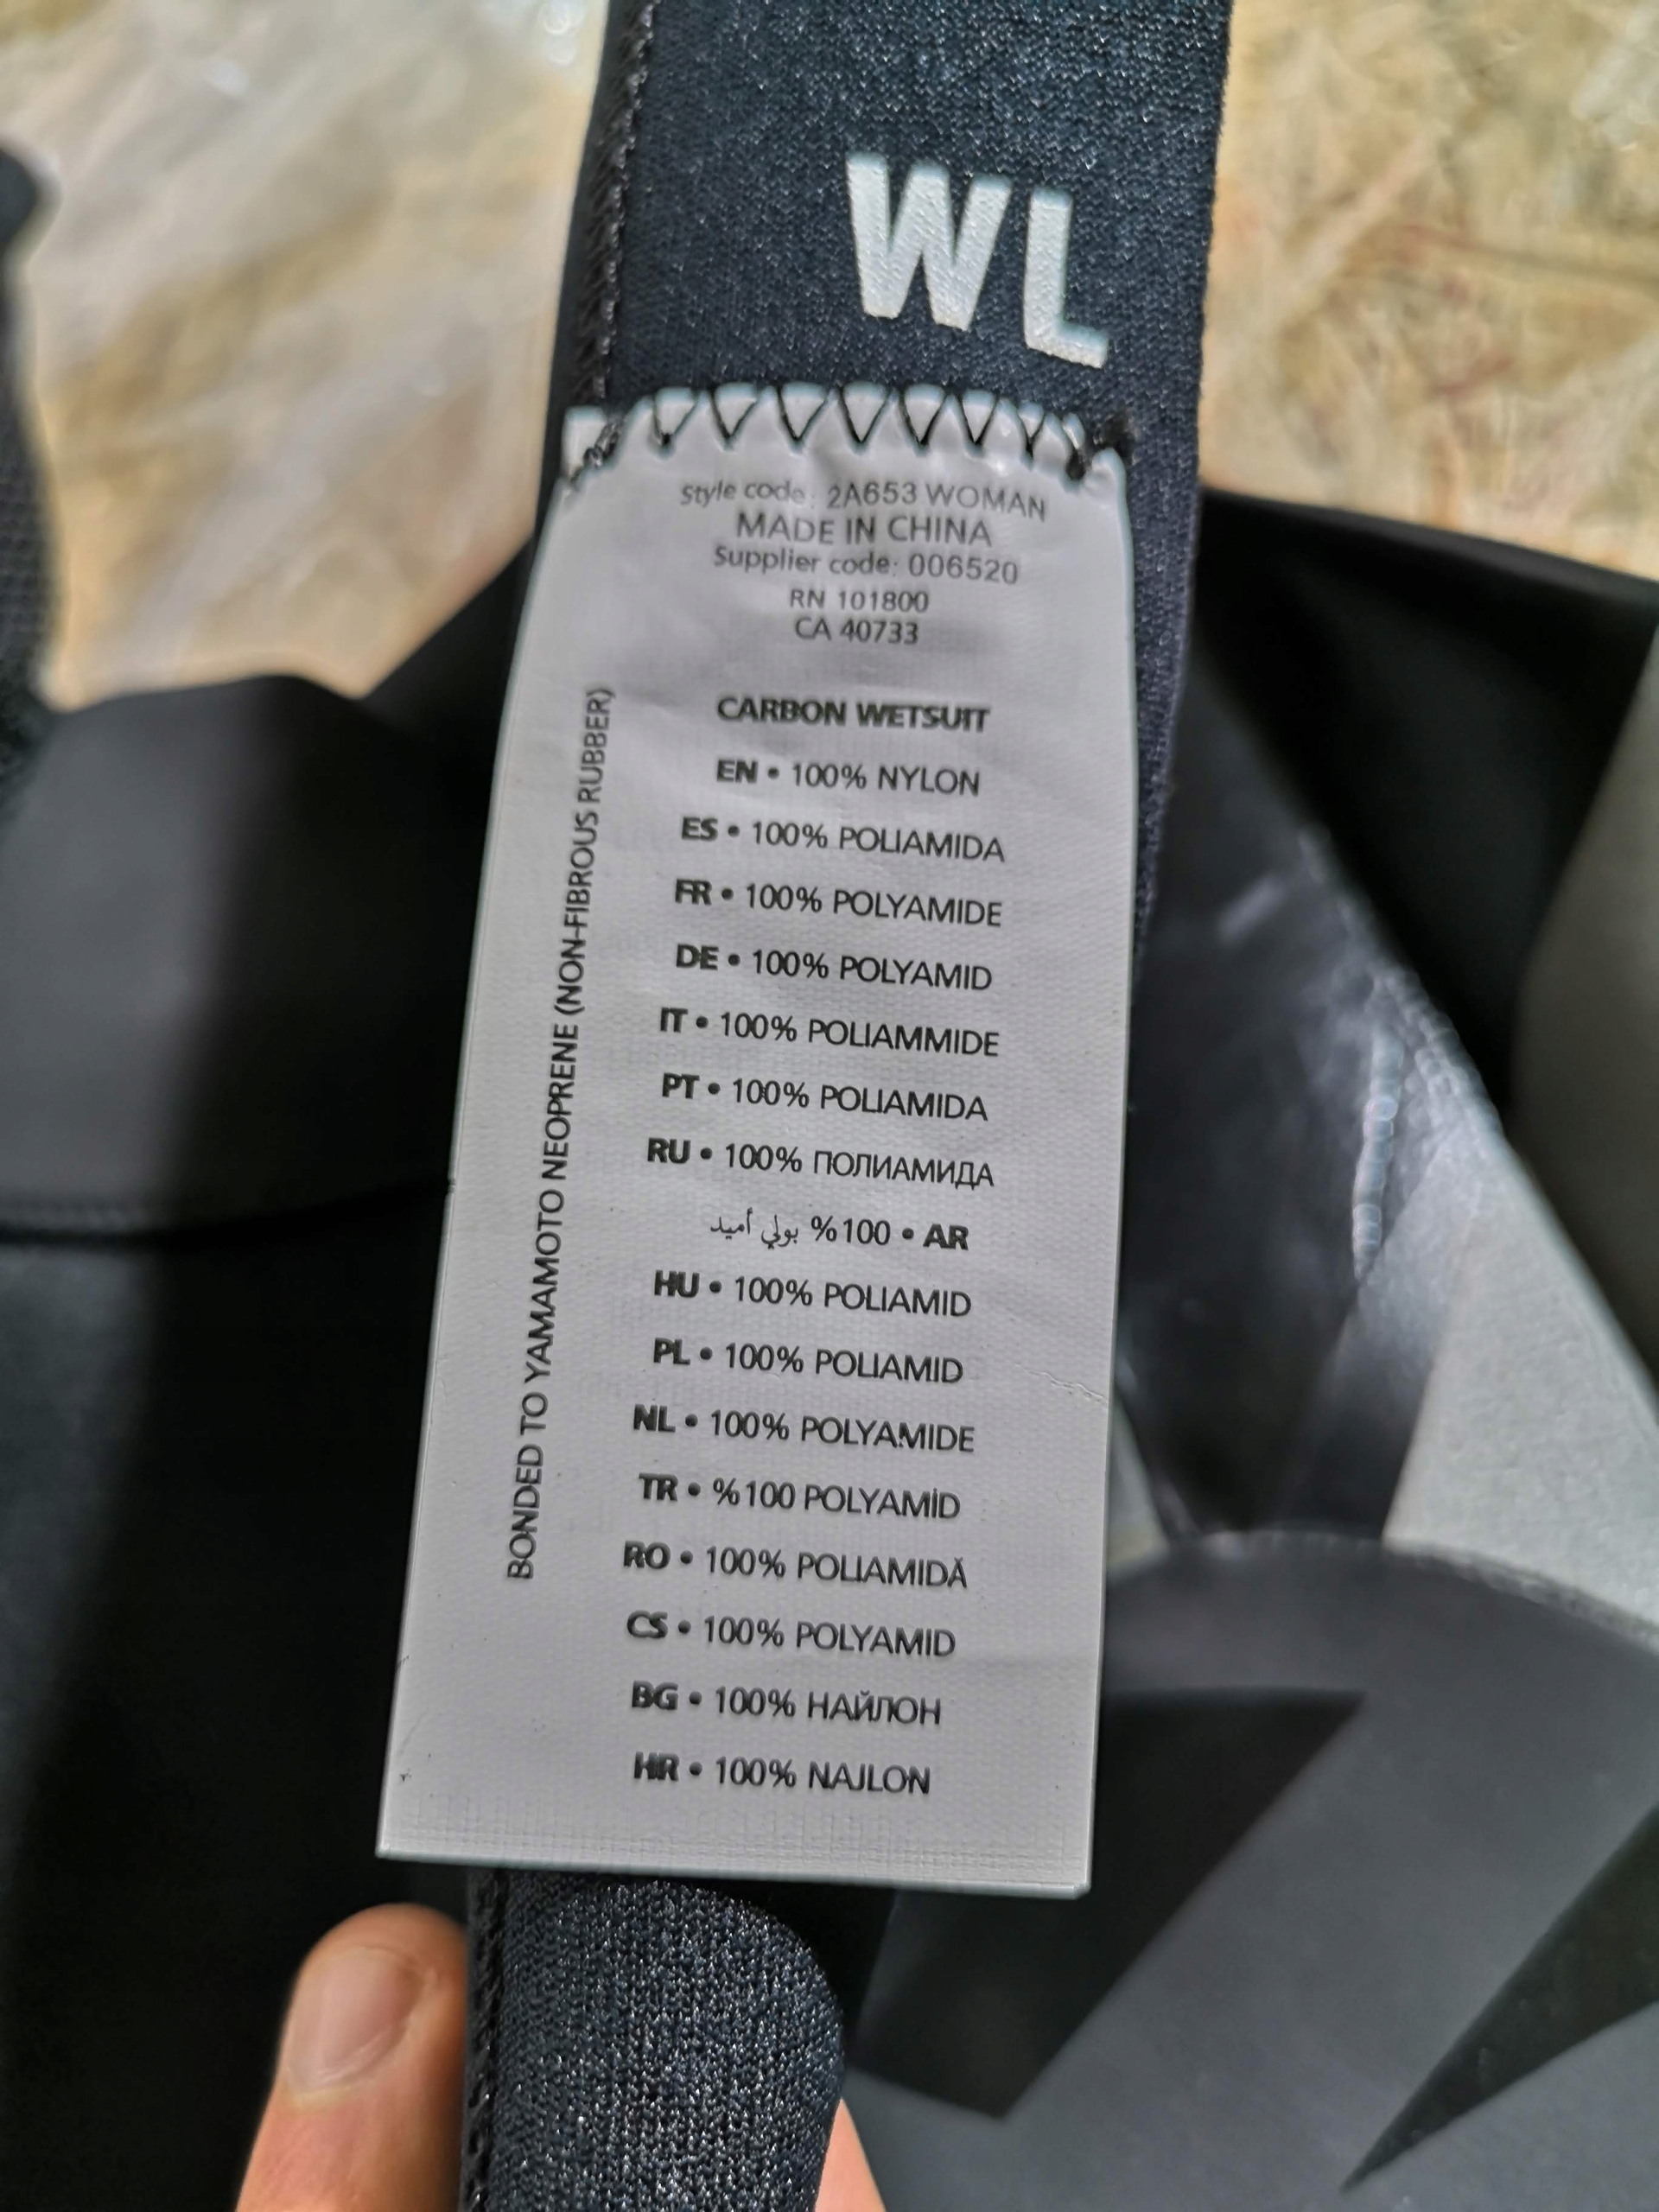 WL
Style code: 2A653 WOMAN
MADE IN CHINA
Supplier code: 006520
RN 101800
CA 40733
CARBON WETSUIT
EN • 100% NYLON
ES • 100% POLIAMIDA
FR • 100% POLYAMIDE
DE • 100% POLYAMID
IT • 100% POLIAMMIDE
PT • 100% POLIAMIDA
RU • 100% ПОЛИАМИДА
AR • 100% بولي أميد
HU • 100% POLIAMID
PL • 100% POLIAMID
NL • 100% POLYAMIDE
TR • %100 POLYAMİD
RO • 100% POLIAMIDĂ
CS • 100% POLYAMID
BG • 100% НАЙЛОН
HR • 100% NAJLON
BONDED TO YAMAMOTO NEOPRENE (NON-FIBROUS RUBBER)